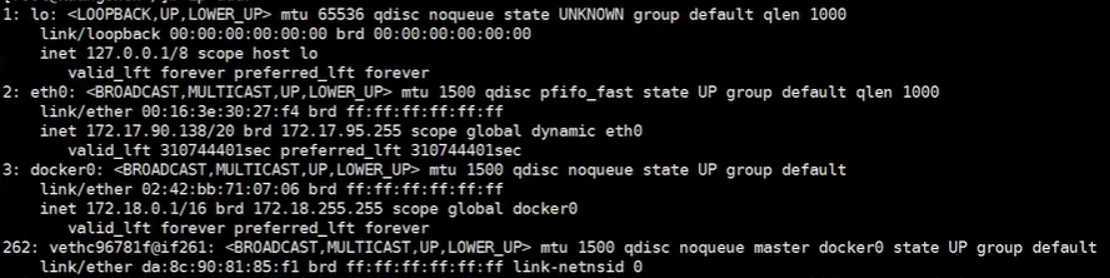 1: lo: <LOOPBACK,UP,LOWER_UP> mtu 65536 qdisc noqueue state UNKNOWN group default qlen 1000
link/loopback 00:00:00:00:00:00 brd 00:00:00:00:00:00
inet 127.0.0.1/8 scope host lo
valid_lft forever preferred_lft forever
2: eth0: <BROADCAST,MULTICAST,UP,LOWER_UP> mtu 1500 qdisc pfifo_fast state UP group default qlen 1000
link/ether 00:16:3e:30:27:f4 brd ff:ff:ff:ff:ff:ff
inet 172.17.90.138/20 brd 172.17.95.255 scope global dynamic eth0
valid_lft 310744401sec preferred_lft 310744401sec
3: docker0: <BROADCAST,MULTICAST,UP,LOWER_UP> mtu 1500 qdisc noqueue state UP group default
link/ether 02:42:bb:71:07:06 brd ff:ff:ff:ff:ff:ff
inet 172.18.0.1/16 brd 172.18.255.255 scope global docker0
valid_lft forever preferred_lft forever
262: vethc96781f@if261: <BROADCAST,MULTICAST,UP,LOWER_UP> mtu 1500 qdisc noqueue master docker0 state UP group default
link/ether da:8c:90:81:85:f1 brd ff:ff:ff:ff:ff:ff link-netnsid 0